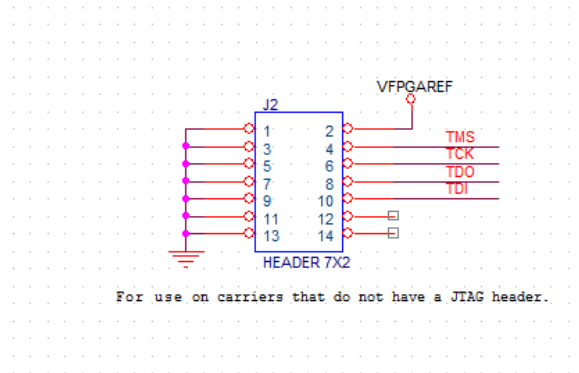 VFPGAREF
J2
1 2
3 4 TMS
5 6 TCK
7 8 TDO
9 10 TDI
11 12
13 14
HEADER 7X2
For use on carriers that do not have a JTAG header.